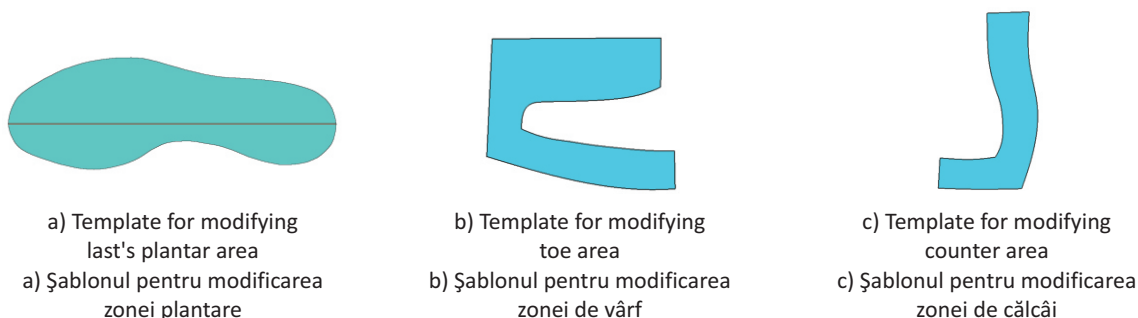 a) Template for modifying
last's plantar area
a) Şablonul pentru modificarea
zonei plantare
b) Template for modifying
toe area
b) Şablonul pentru modificarea
zonei de vârf
c) Template for modifying
counter area
c) Şablonul pentru modificarea
zonei de călcâi